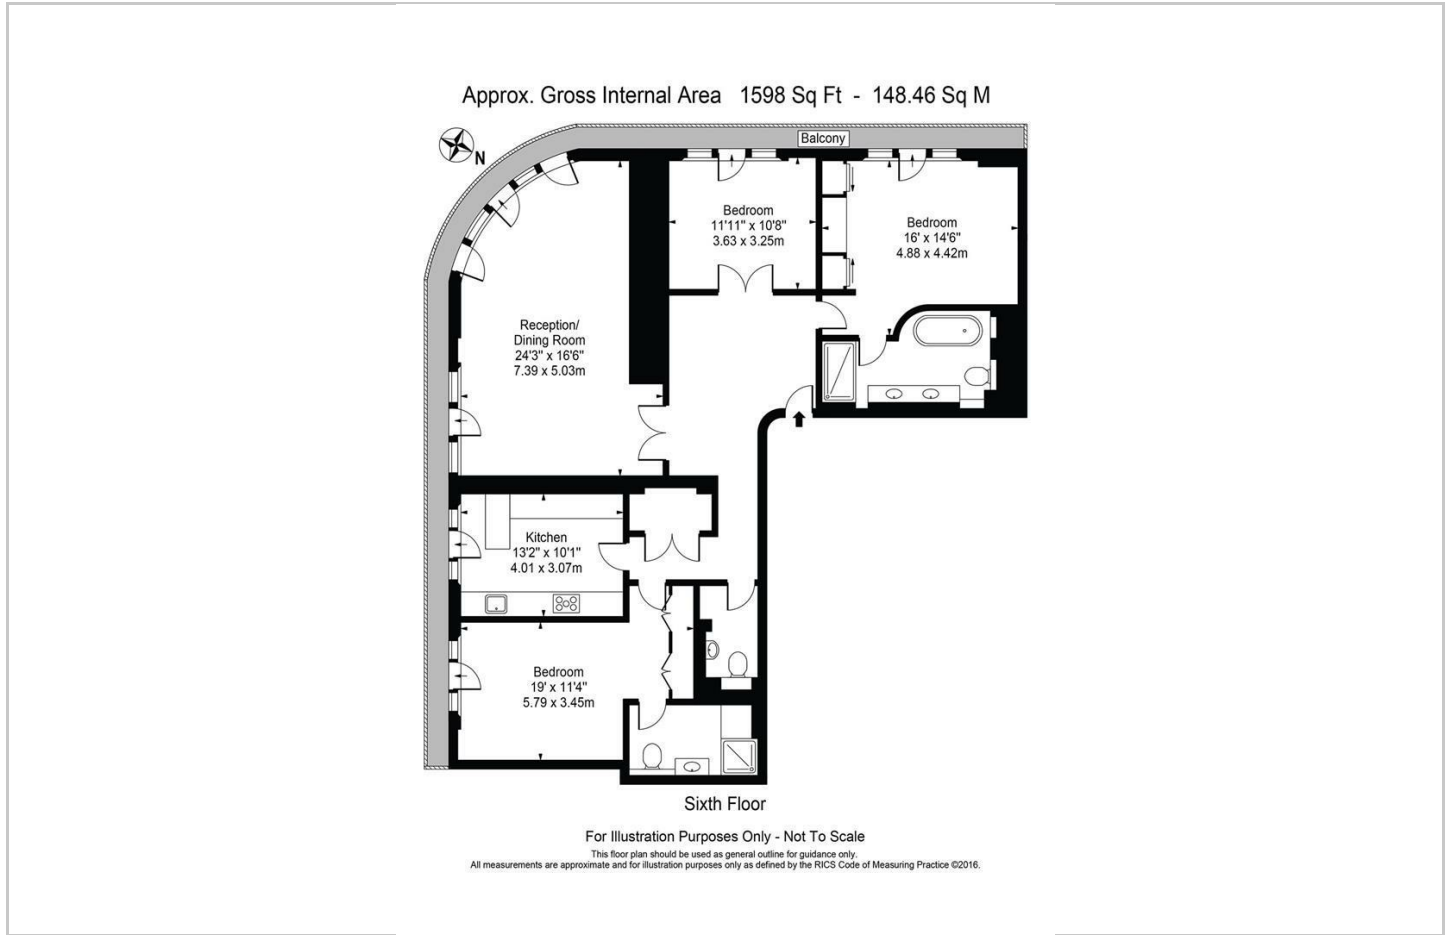 Approx. Gross Internal Area 1598 Sq Ft - 148.46 Sq M
Balcony
N
Bedroom
11'11" x 10'8"
3.63 x 3.25m
Bedroom
16' x 14'6"
4.88 x 4.42m
Reception/
Dining Room
24'3" x 16'6"
7.39 x 5.03m
Kitchen
13'2" x 10'1"
4.01 x 3.07m
Bedroom
19' x 11'4"
5.79 x 3.45m
Sixth Floor
For Illustration Purposes Only - Not To Scale
This floor plan should be used as general outline for guidance only.
All measurements are approximate and for illustration purposes only as defined by the RICS Code of Measuring Practice ©2016.